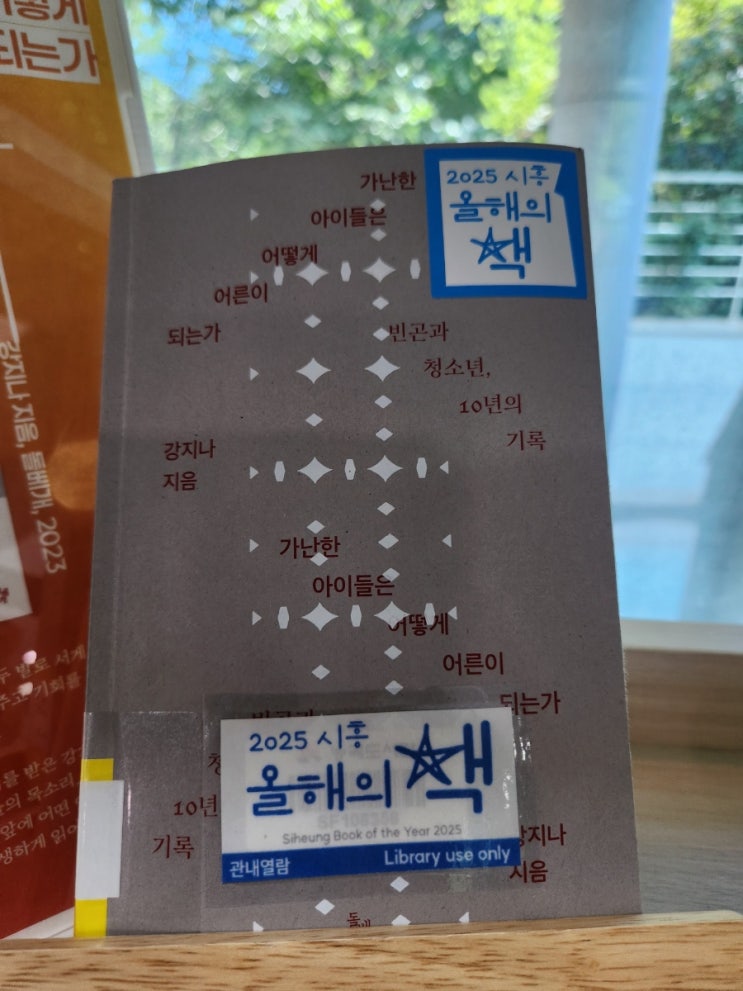 되는가
강지나 지음, 돌베개, 2023
가난한
아이들은
어떻게
어른이
되는가
빈곤과
청소년,
10년의
기록
강지나
지음
2025 시흥
올해의
책
가난한
아이들은
어떻게
어른이
되는가
10년
기록
강지나
지음
2025 시흥
올해의 책
Siheung Book of the Year 2025
관내열람
Library use only